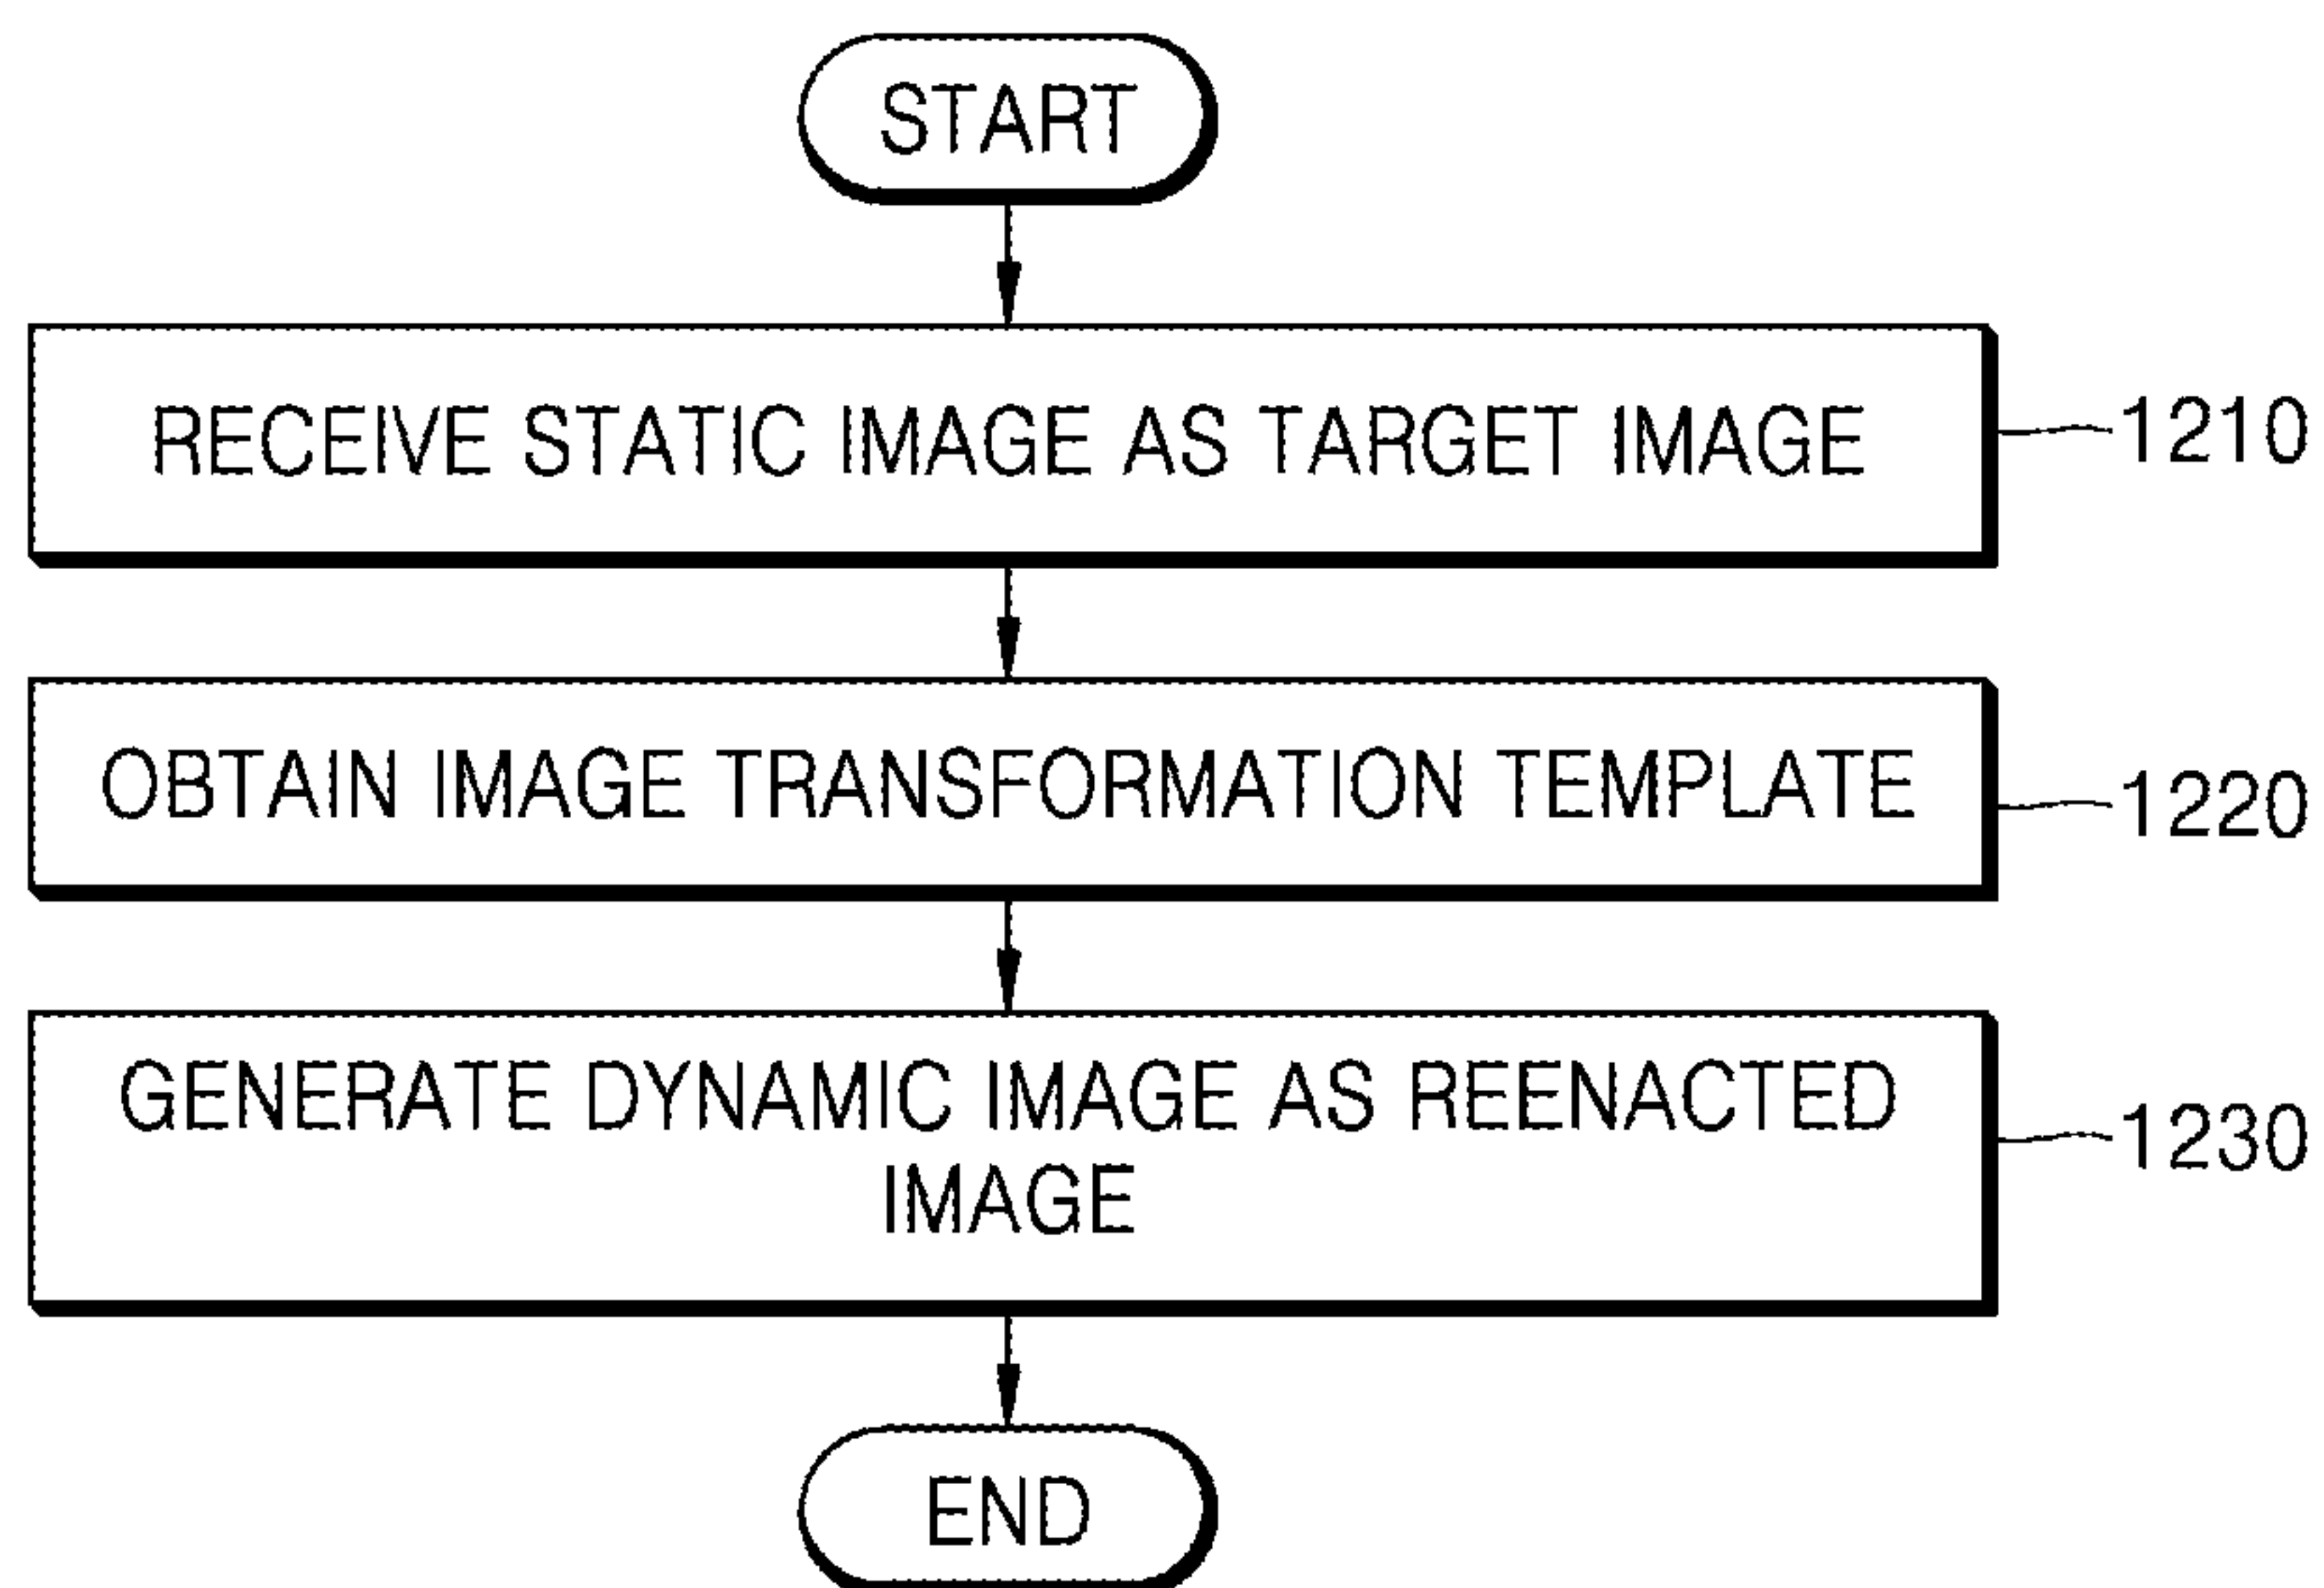 START
RECEIVE STATIC IMAGE AS TARGET IMAGE
1210
OBTAIN IMAGE TRANSFORMATION TEMPLATE
1220
GENERATE DYNAMIC IMAGE AS REENACTED
IMAGE
1230
END